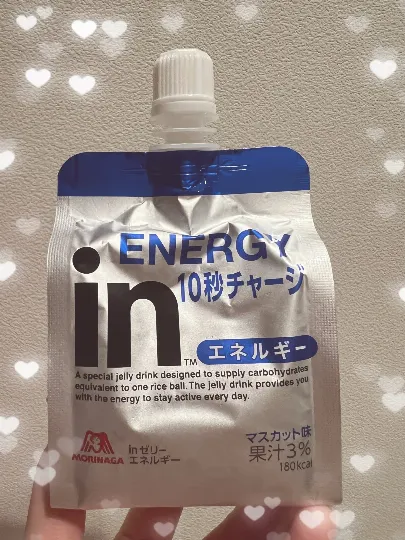 ENERGY
10秒チャージ
in™
エネルギー
A special jelly drink designed to supply carbohydrates
equivalent to one rice ball. The jelly drink provides you
with the energy to stay active every day.
マスカット味
果汁3%
180kcal
MORINAGA
inゼリー
エネルギー